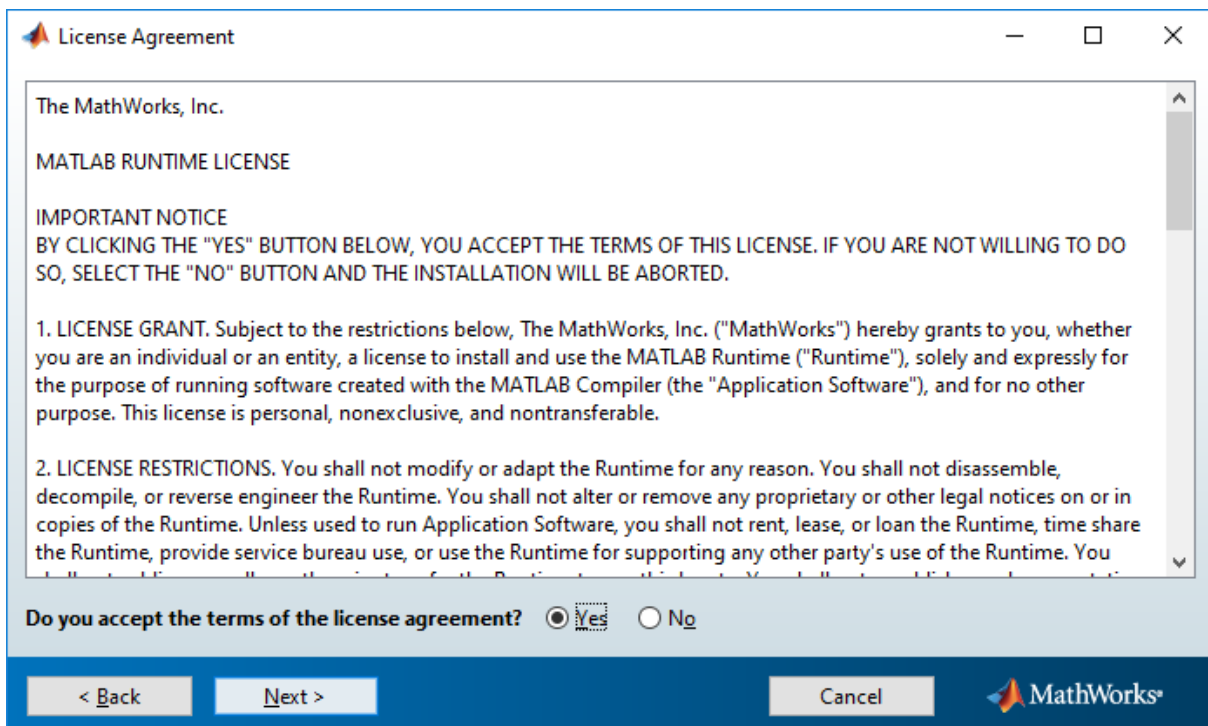 License Agreement
The MathWorks, Inc.
MATLAB RUNTIME LICENSE
IMPORTANT NOTICE
BY CLICKING THE "YES" BUTTON BELOW, YOU ACCEPT THE TERMS OF THIS LICENSE. IF YOU ARE NOT WILLING TO DO
SO, SELECT THE "NO" BUTTON AND THE INSTALLATION WILL BE ABORTED.
1. LICENSE GRANT. Subject to the restrictions below, The MathWorks, Inc. ("MathWorks") hereby grants to you, whether
you are an individual or an entity, a license to install and use the MATLAB Runtime ("Runtime"), solely and expressly for
the purpose of running software created with the MATLAB Compiler (the "Application Software"), and for no other
purpose. This license is personal, nonexclusive, and nontransferable.
2. LICENSE RESTRICTIONS. You shall not modify or adapt the Runtime for any reason. You shall not disassemble,
decompile, or reverse engineer the Runtime. You shall not alter or remove any proprietary or other legal notices on or in
copies of the Runtime. Unless used to run Application Software, you shall not rent, lease, or loan the Runtime, time share
the Runtime, provide service bureau use, or use the Runtime for supporting any other party's use of the Runtime. You
Do you accept the terms of the license agreement? Yes No
< Back Next > Cancel MathWorks®